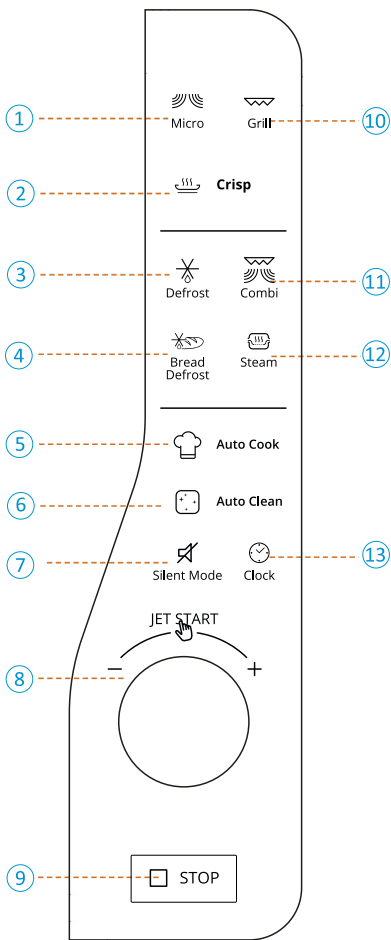 1
Micro
Grill
10
2
Crisp
3
Defrost
Combi
11
4
Bread
Defrost
Steam
12
5
Auto Cook
6
Auto Clean
7
Silent Mode
Clock
13
JET START
8
- +
9
STOP